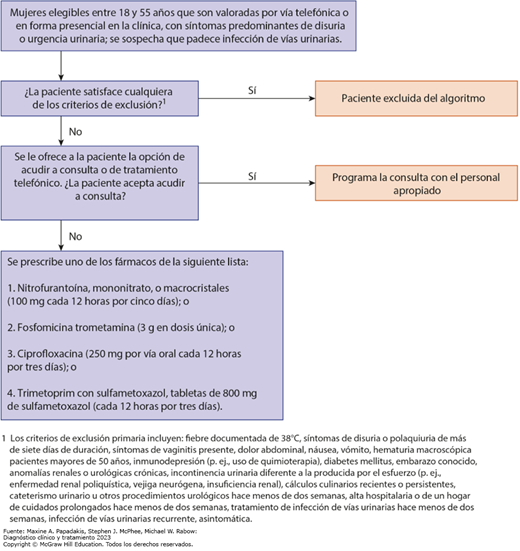 Mujeres elegibles entre 18 y 55 años que son valoradas por vía telefónica o
en forma presencial en la clínica, con síntomas predominantes de disuria
o urgencia urinaria; se sospecha que padece infección de vías urinarias.
¿La paciente satisface cualquiera
de los criterios de exclusión?1
Sí
Paciente excluida del algoritmo
No
Se le ofrece a la paciente la opción de
acudir a consulta o de tratamiento
telefónico. ¿La paciente acepta acudir
a consulta?
Sí
Programa la consulta con el personal
apropiado
No
Se prescribe uno de los fármacos de la siguiente lista:
1. Nitrofurantoína, mononitrato, o macrocristales
(100 mg cada 12 horas por cinco días); o
2. Fosfomicina trometamina (3 g en dosis única); o
3. Ciprofloxacina (250 mg por vía oral cada 12 horas
por tres días); o
4. Trimetoprim con sulfametoxazol, tabletas de 800 mg
de sulfametoxazol (cada 12 horas por tres días).
1 Los criterios de exclusión primaria incluyen: fiebre documentada de 38°C, síntomas de disuria o polaquiuria de más
de siete días de duración, síntomas de vaginitis presente, dolor abdominal, náusea, vómito, hematuria macroscópica
pacientes mayores de 50 años, inmunodepresión (p. ej., uso de quimioterapia), diabetes mellitus, embarazo conocido,
anomalías renales o urológicas crónicas, incontinencia urinaria diferente a la producida por el esfuerzo (p. ej.,
enfermedad renal poliquística, vejiga neurógena, insuficiencia renal), cálculos culinarios recientes o persistentes,
cateterismo urinario u otros procedimientos urológicos hace menos de dos semanas, alta hospitalaria o de un hogar
de cuidados prolongados hace menos de dos semanas, tratamiento de infección de vías urinarias hace menos de dos
semanas, infección de vías urinarias recurrente, asintomática.
Fuente: Maxine A. Papadakis, Stephen J. McPhee, Michael W. Rabow:
Diagnóstico clínico y tratamiento 2023
© McGraw Hill Education. Todos los derechos reservados.